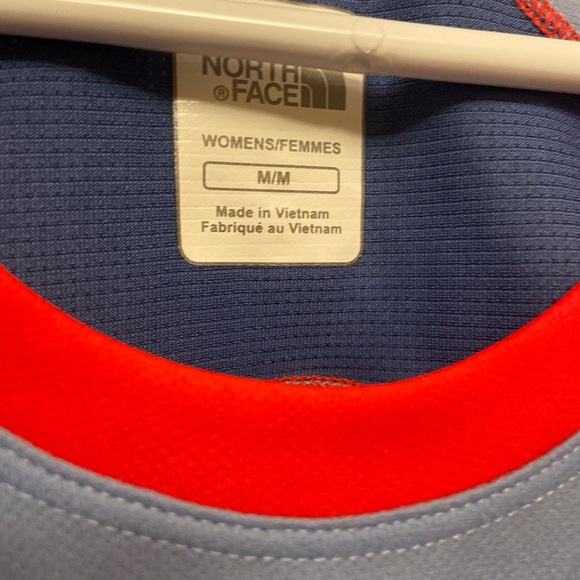 NORTH
® FACE
WOMENS/FEMMES
M/M
Made in Vietnam
Fabriqué au Vietnam